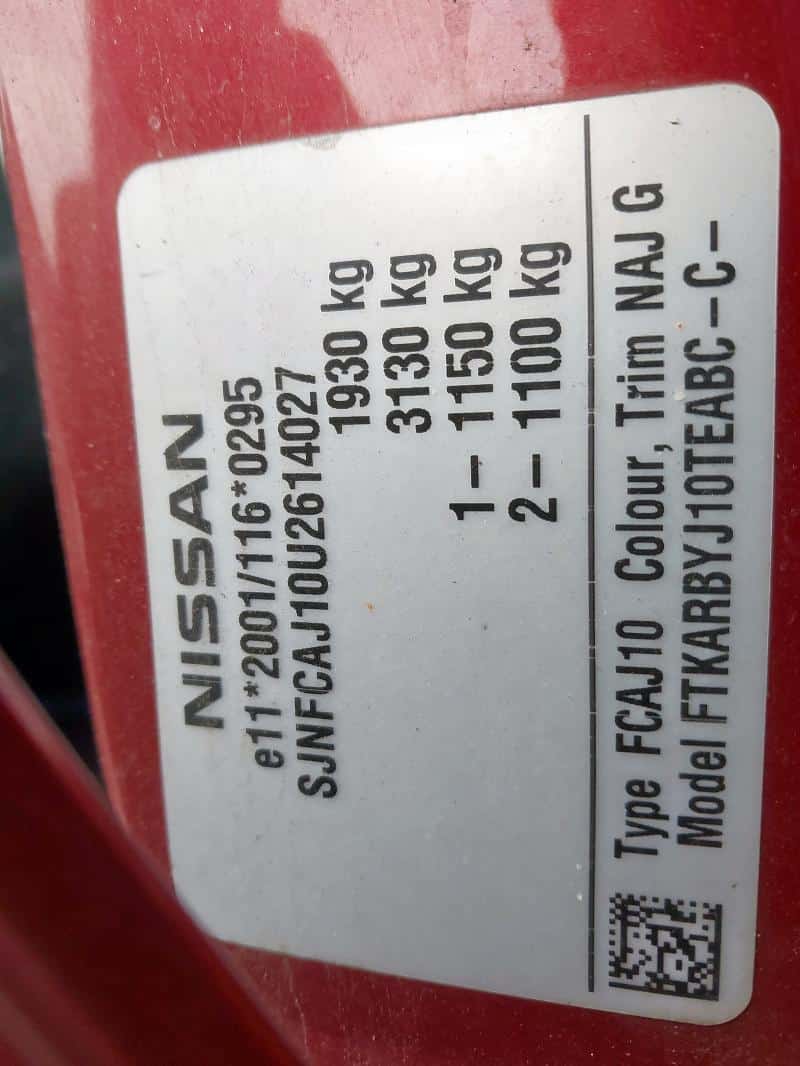 NISSAN
e11*2001/116*0295
SJNFCAJ10U2614027
1930 kg
3130 kg
1- 1150 kg
2- 1100 kg
Type FCAJ10 Colour, Trim NAJ G
Model FTKARBYJ10TEABC-C-